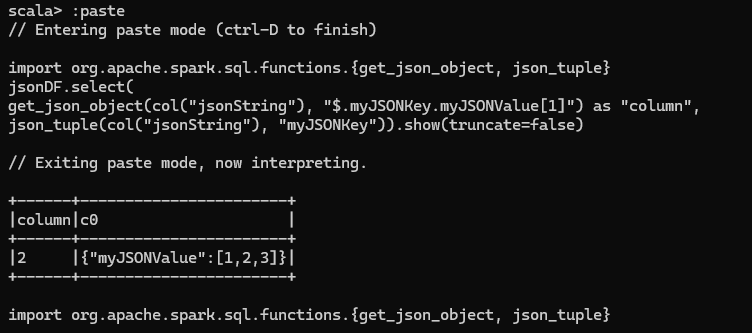 scala> :paste
// Entering paste mode (ctrl-D to finish)
import org.apache.spark.sql.functions.{get_json_object, json_tuple}
jsonDF.select(
get_json_object(col("jsonString"), "$.myJSONKey.myJSONValue[1]") as "column",
json_tuple(col("jsonString"), "myJSONKey")).show(truncate=false)
// Exiting paste mode, now interpreting.
+------+-----------------------+
|column|c0                     |
+------+-----------------------+
|2     |{"myJSONValue":[1,2,3]}|
+------+-----------------------+
import org.apache.spark.sql.functions.{get_json_object, json_tuple}